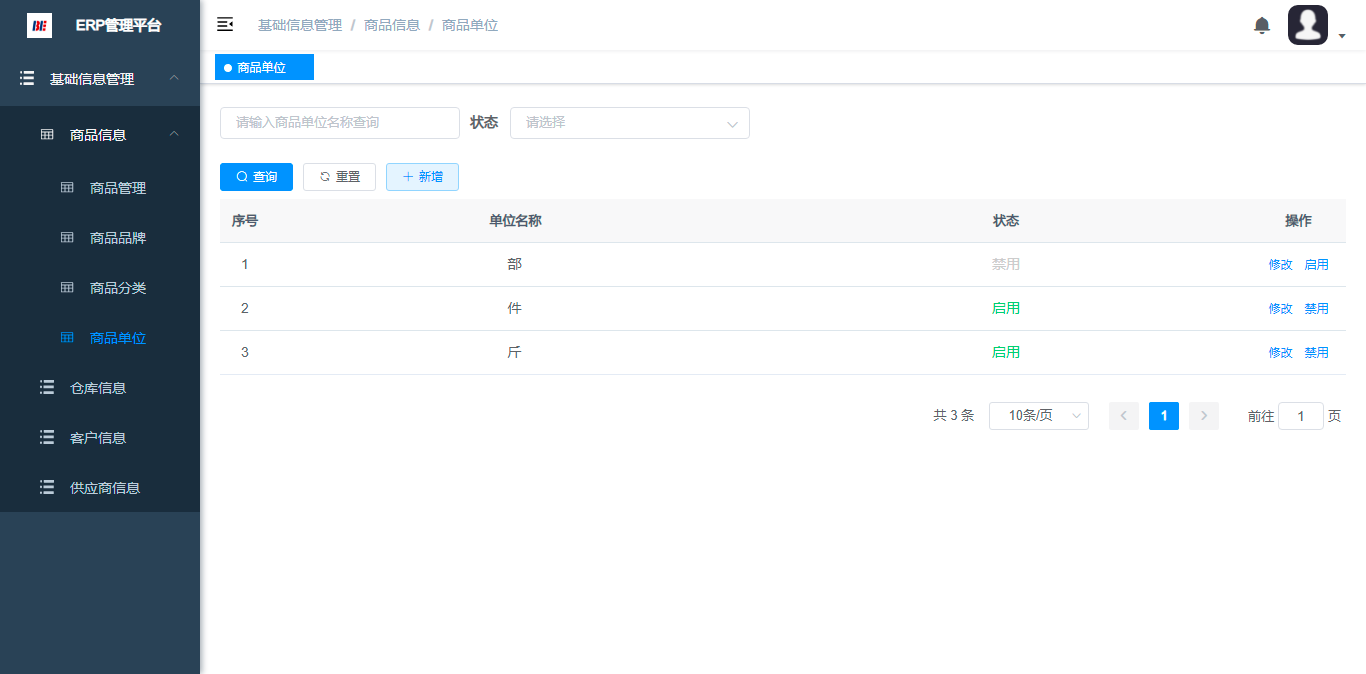 ERP管理平台
基础信息管理
商品信息
商品管理
商品品牌
商品分类
商品单位
仓库信息
客户信息
供应商信息
基础信息管理 / 商品信息 / 商品单位
商品单位
请输入商品单位名称查询 状态 请选择
查询 重置 新增
序号 单位名称 状态 操作
1 部 禁用 修改 启用
2 件 启用 修改 禁用
3 斤 启用 修改 禁用
共 3 条 10条/页 1 前往 1 页